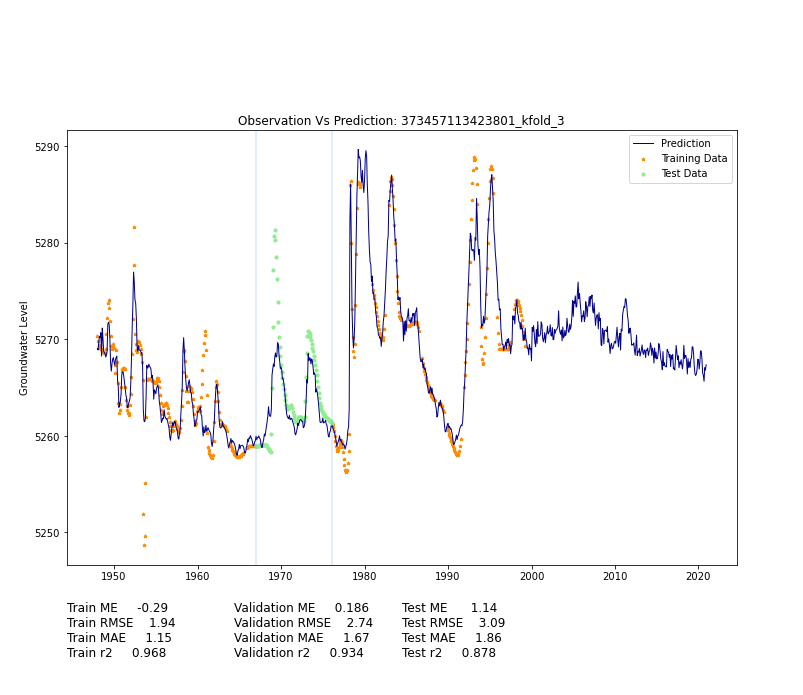 Observation Vs Prediction: 373457113423801_kfold_3
Prediction
Training Data
Test Data
Groundwater Level
5290
5280
5270
5260
5250
1950 1960 1970 1980 1990 2000 2010 2020
Train ME -0.29 Validation ME 0.186 Test ME 1.14
Train RMSE 1.94 Validation RMSE 2.74 Test RMSE 3.09
Train MAE 1.15 Validation MAE 1.67 Test MAE 1.86
Train r2 0.968 Validation r2 0.934 Test r2 0.878